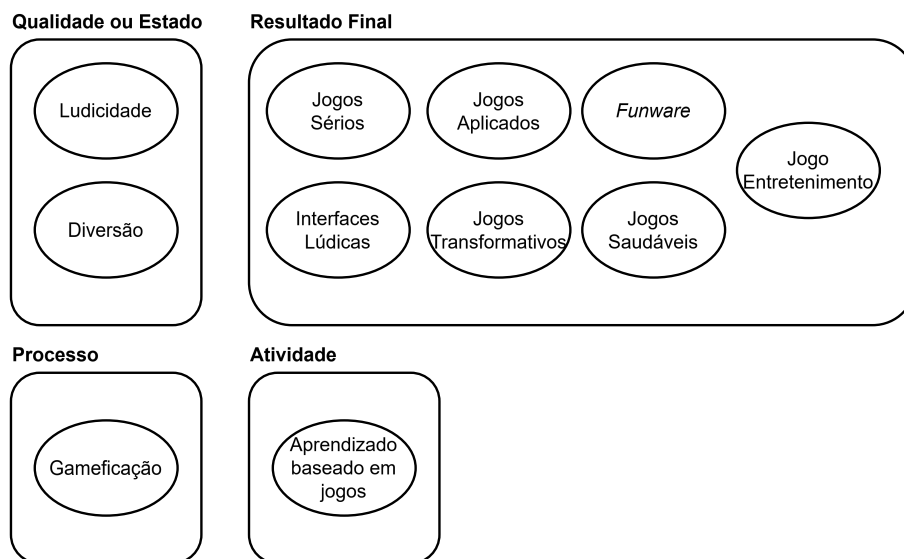 Qualidade ou Estado
Resultado Final
Ludicidade
Diversão
Jogos
Sérios
Jogos
Aplicados
Funware
Jogo
Entretenimento
Interfaces
Lúdicas
Jogos
Transformativos
Jogos
Saudáveis
Processo
Atividade
Gameficação
Aprendizado
baseado em
jogos